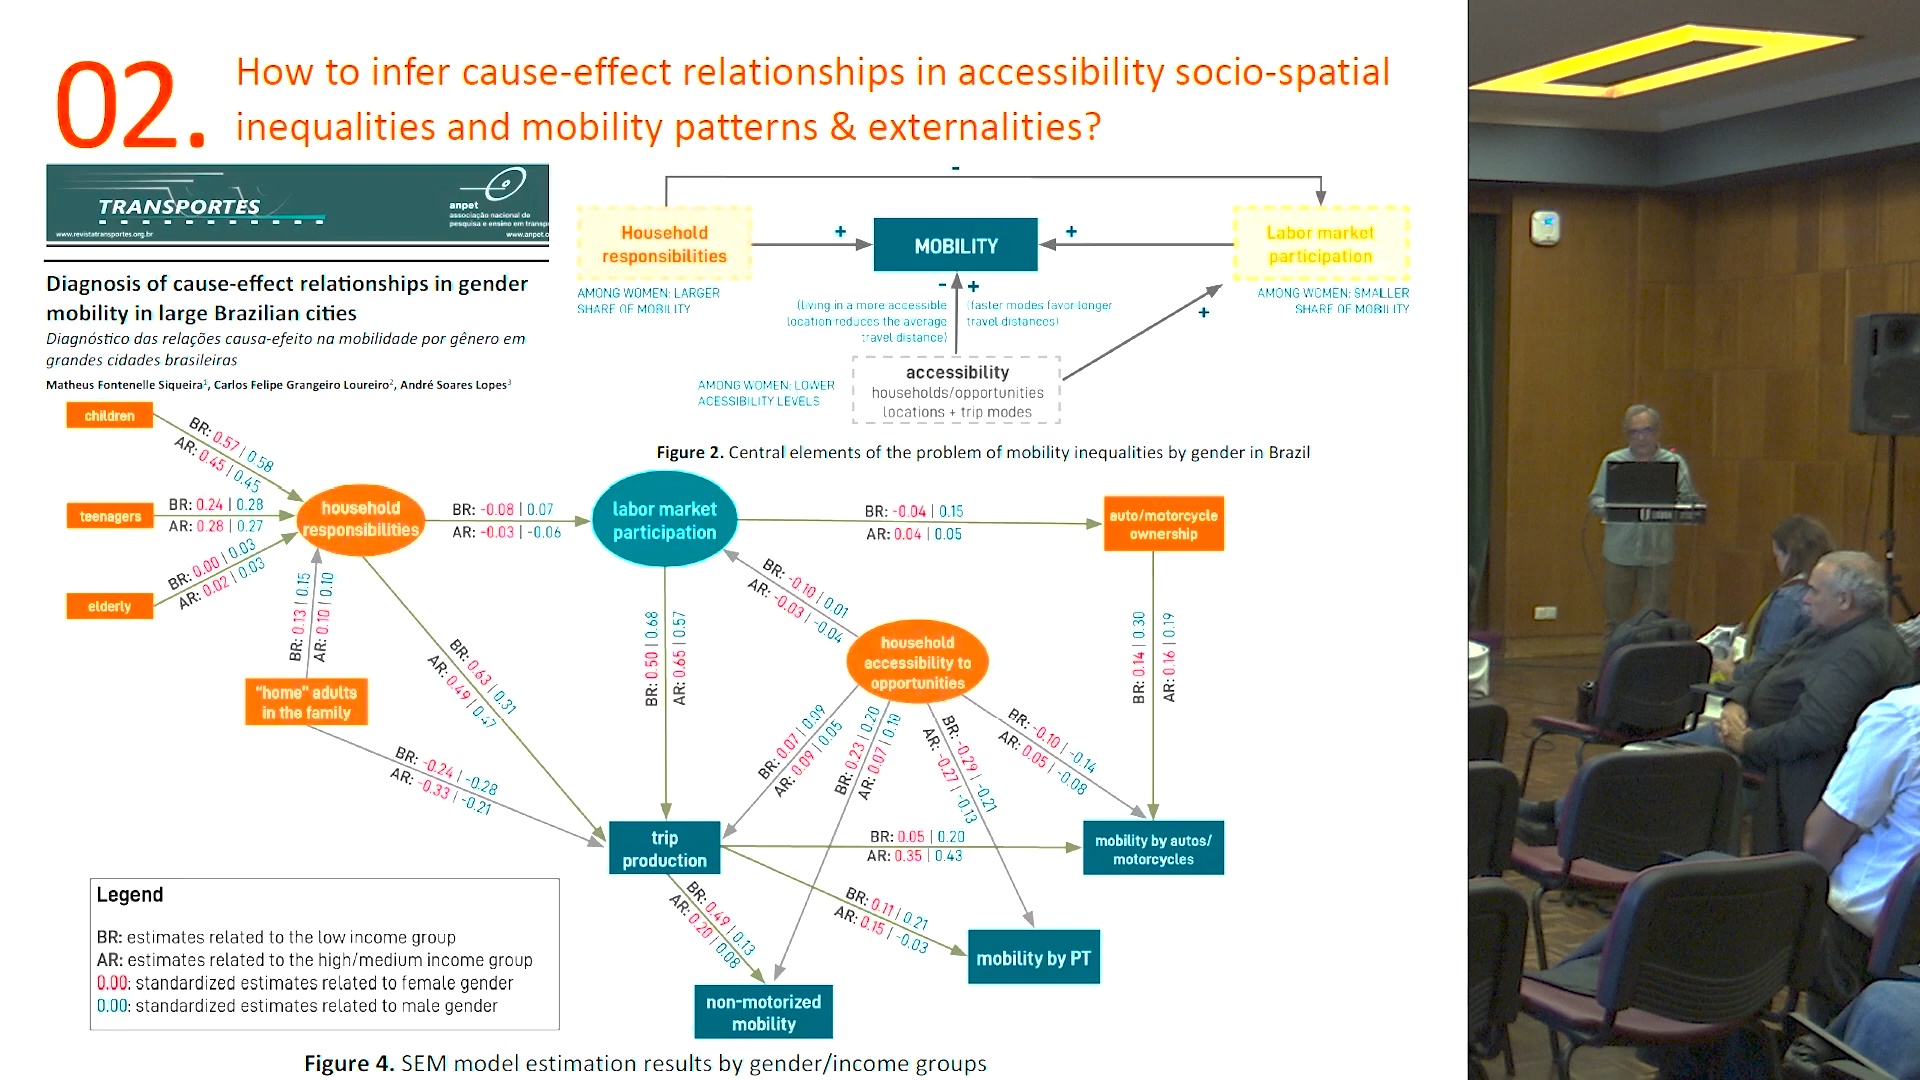 02.
How to infer cause-effect relationships in accessibility socio-spatial
inequalities and mobility patterns & externalities?
TRANSPORTES
www.revistatransportes.org.br
anpet
associação nacional de
pesquisa e ensino em transpo
www.anpet.o
Diagnosis of cause-effect relationships in gender
mobility in large Brazilian cities
Diagnóstico das relações causa-efeito na mobilidade por gênero em
grandes cidades brasileiras
Matheus Fontenelle Siqueira¹, Carlos Felipe Grangeiro Loureiro², André Soares Lopes³
-
Household
responsibilities
+
MOBILITY
+
Labor market
participation
AMONG WOMEN: LARGER
SHARE OF MOBILITY
- +
(living in a more accessible
location reduces the average
travel distance)
(faster modes favor longer
travel distances)
+
AMONG WOMEN: SMALLER
SHARE OF MOBILITY
AMONG WOMEN: LOWER
ACESSIBILITY LEVELS
accessibility
households/opportunities
locations + trip modes
Figure 2. Central elements of the problem of mobility inequalities by gender in Brazil
children
BR: 0.57 | 0.58
AR: 0.45 | 0.45
teenagers
BR: 0.24 | 0.28
AR: 0.28 | 0.27
elderly
BR: 0.00 | 0.03
AR: 0.02 | 0.03
household
responsibilities
BR: -0.08 | 0.07
AR: -0.03 | -0.06
labor market
participation
BR: -0.04 | 0.15
AR: 0.04 | 0.05
auto/motorcycle
ownership
BR: 0.13 | 0.15
AR: 0.10 | 0.10
"home" adults
in the family
BR: 0.63 | 0.31
AR: 0.49 | 0.47
BR: -0.24 | -0.28
AR: -0.33 | -0.21
BR: 0.50 | 0.68
AR: 0.65 | 0.57
BR: -0.10 | 0.01
AR: -0.03 | -0.04
household
accessibility to
opportunities
BR: 0.14 | 0.30
AR: 0.16 | 0.19
BR: 0.07 | 0.09
AR: 0.09 | 0.05
BR: 0.23 | 0.20
AR: 0.07 | 0.10
BR: -0.29 | -0.21
AR: -0.27 | -0.13
BR: -0.10 | -0.14
AR: 0.05 | -0.08
trip
production
BR: 0.05 | 0.20
AR: 0.35 | 0.43
mobility by autos/
motorcycles
BR: 0.49 | 0.13
AR: 0.20 | 0.08
BR: 0.11 | 0.21
AR: 0.15 | -0.03
mobility by PT
non-motorized
mobility
Legend
BR: estimates related to the low income group
AR: estimates related to the high/medium income group
0.00: standardized estimates related to female gender
0.00: standardized estimates related to male gender
Figure 4. SEM model estimation results by gender/income groups